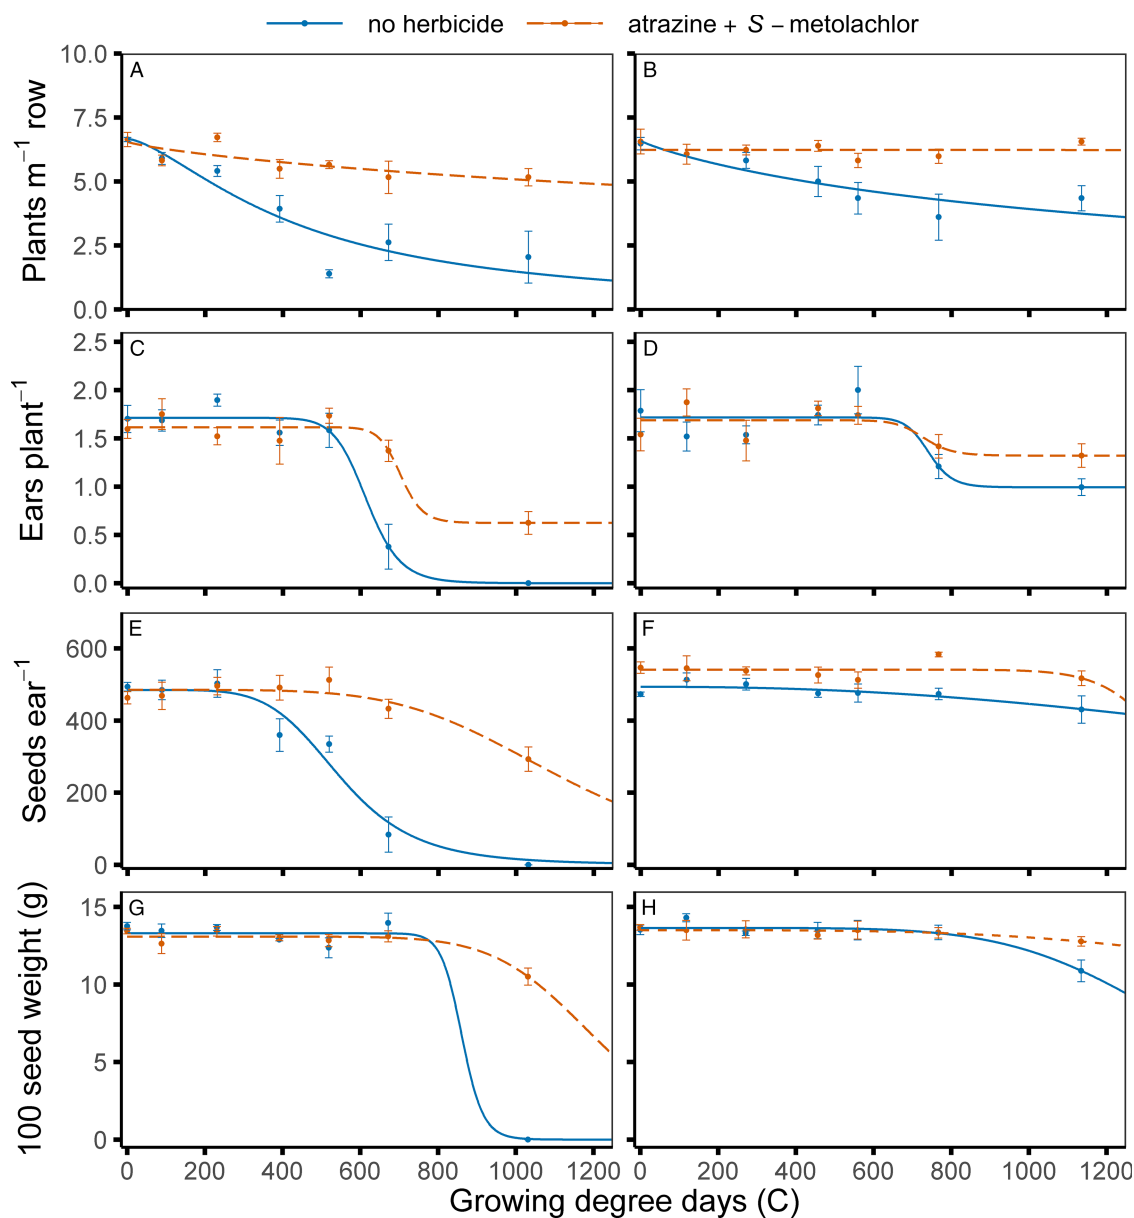 no herbicide atrazine + S − metolachlor
A B
10.0
7.5
5.0
2.5
0.0
Plants m⁻¹ row
C D
2.5
2.0
1.5
1.0
0.5
0.0
Ears plant⁻¹
E F
600
400
200
0
Seeds ear⁻¹
G H
15
10
5
0
100 seed weight (g)
0 200 400 600 800 1000 1200 0 200 400 600 800 1000 1200
Growing degree days (C)